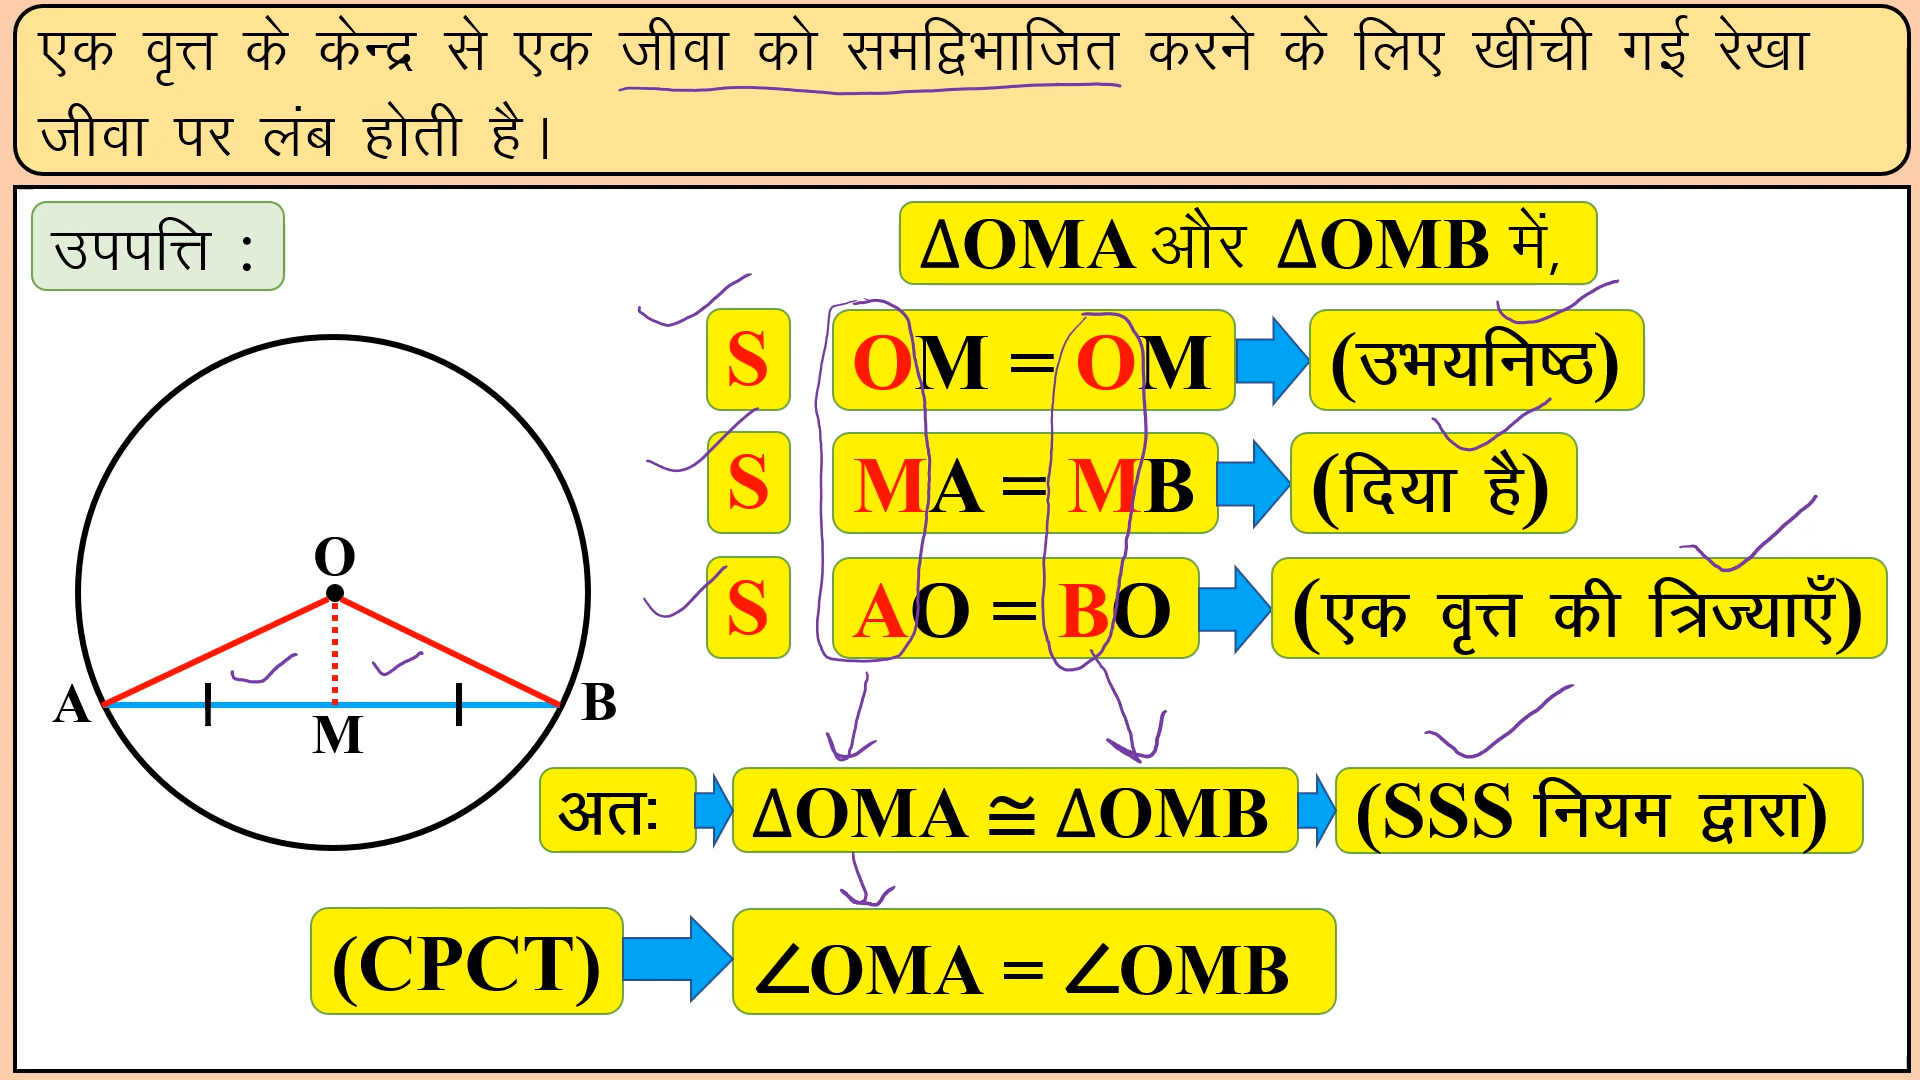 एक वृत्त के केन्द्र से एक जीवा को समद्विभाजित करने के लिए खींची गई रेखा
जीवा पर लंब होती है।
उपपत्ति :
ΔOMA और ΔOMB में,
S OM = OM (उभयनिष्ठ)
S MA = MB (दिया है)
S AO = BO (एक वृत्त की त्रिज्याएँ)
O
A
M
B
अतः ΔOMA ≅ ΔOMB (SSS नियम द्वारा)
(CPCT) ∠OMA = ∠OMB